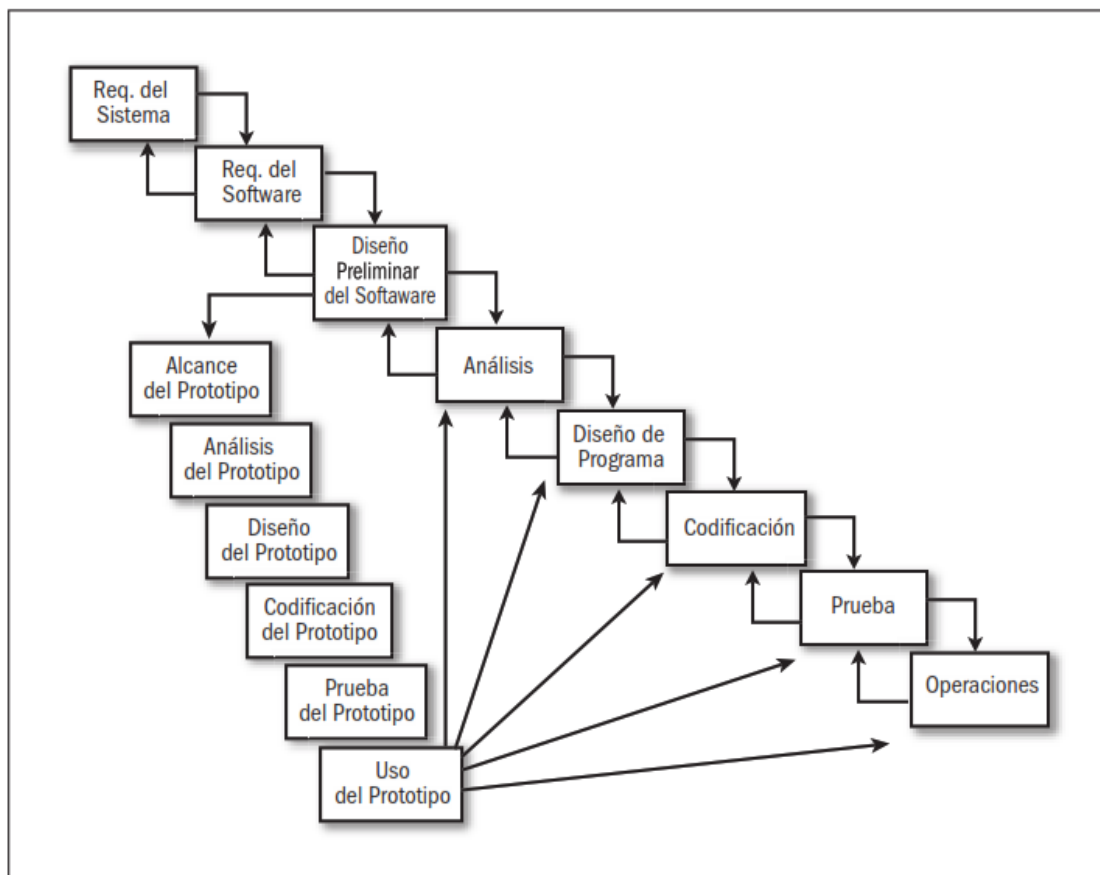 Req. del
Sistema
Req. del
Software
Diseño
Preliminar
del Softaware
Alcance
del Prototipo
Análisis
Análisis
del Prototipo
Diseño de
Programa
Diseño
del Prototipo
Codificación
Codificación
del Prototipo
Prueba
Prueba
del Prototipo
Operaciones
Uso
del Prototipo